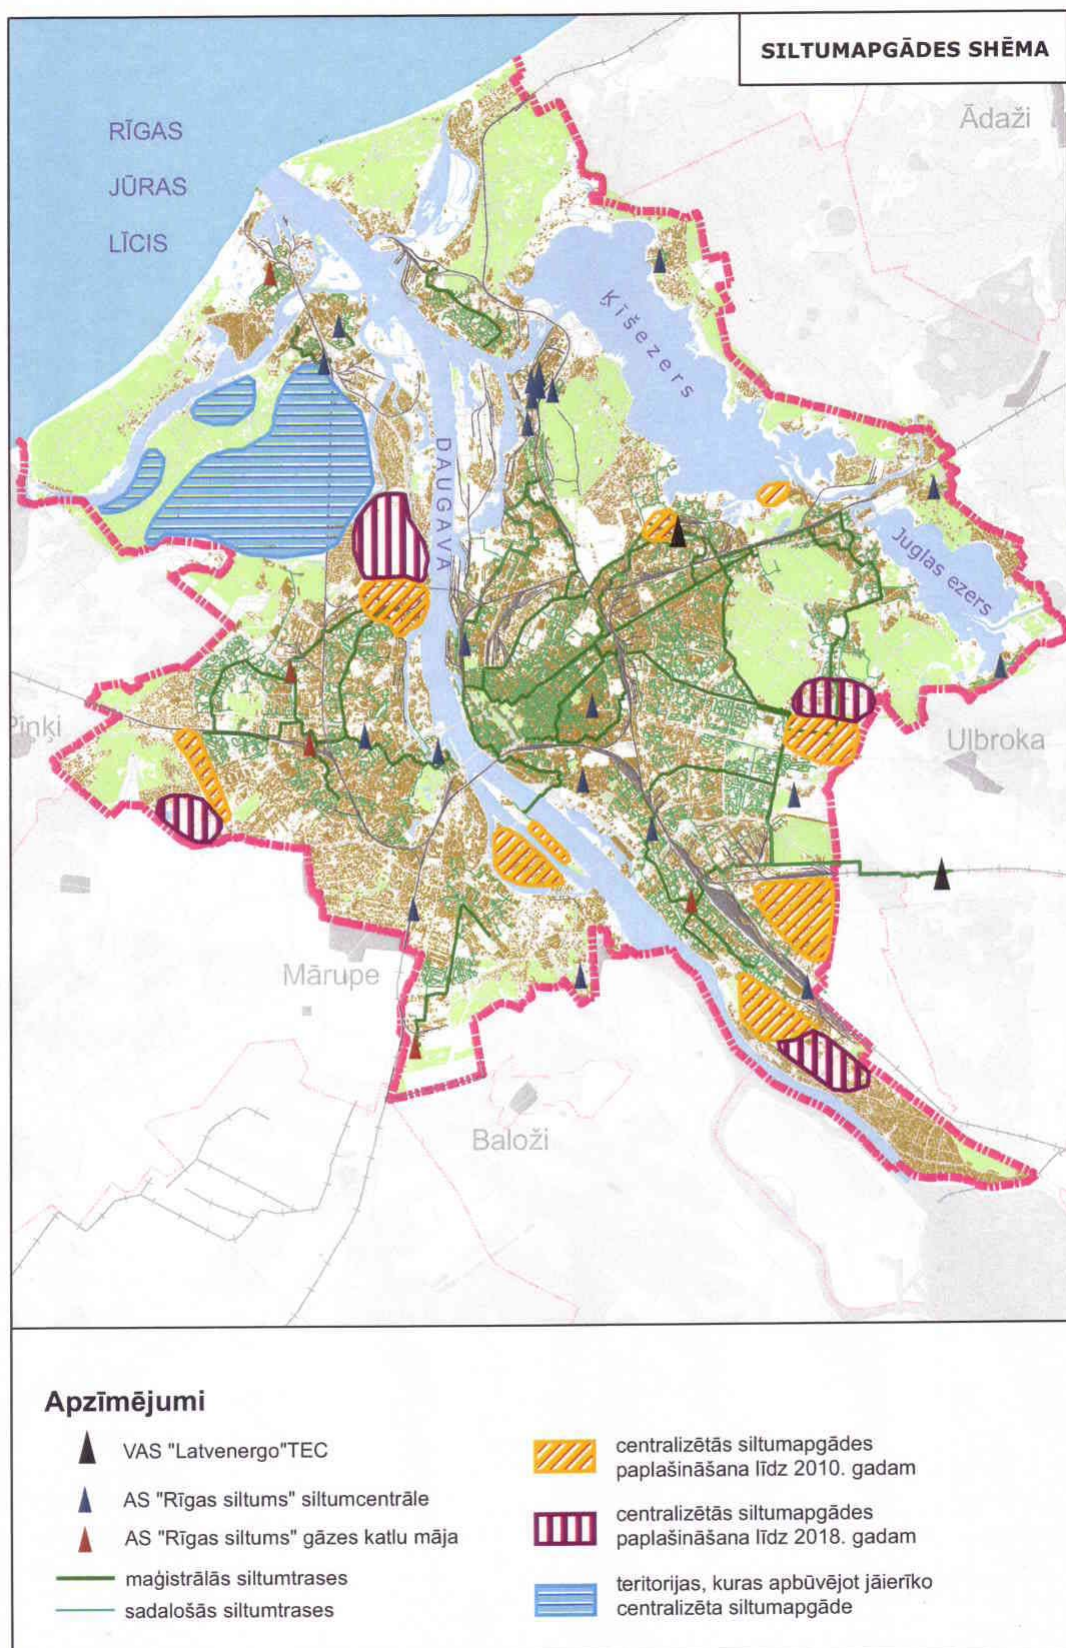 SILTUMAPGĀDES SHĒMA
Ādaži
RĪGAS
JŪRAS
LĪCIS
Ķīšezers
DAUGAVA
Juglas ezers
Piņķi
Ulbroka
Mārupe
Baloži
Apzīmējumi
VAS "Latvenergo"TEC
AS "Rīgas siltums" siltumcentrāle
AS "Rīgas siltums" gāzes katlu māja
maģistrālās siltumtrases
sadalošās siltumtrases
centralizētās siltumapgādes
paplašināšana līdz 2010. gadam
centralizētās siltumapgādes
paplašināšana līdz 2018. gadam
teritorijas, kuras apbūvējot jāierīko
centralizēta siltumapgāde